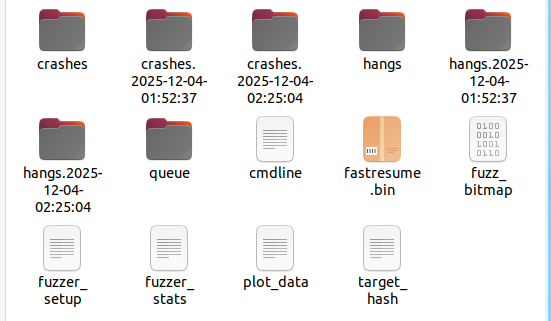 crashes
crashes.
2025-12-04-
01:52:37
crashes.
2025-12-04-
02:25:04
hangs
hangs.2025-
12-04-
01:52:37
hangs.2025-
12-04-
02:25:04
queue
cmdline
fastresume
.bin
fuzz_
bitmap
fuzzer_
setup
fuzzer_
stats
plot_data
target_
hash